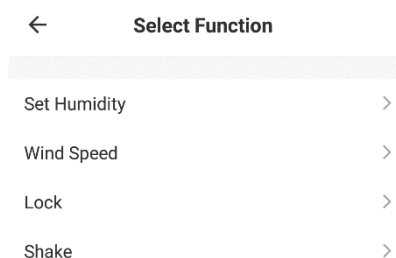 Select Function
Set Humidity
Wind Speed
Lock
Shake